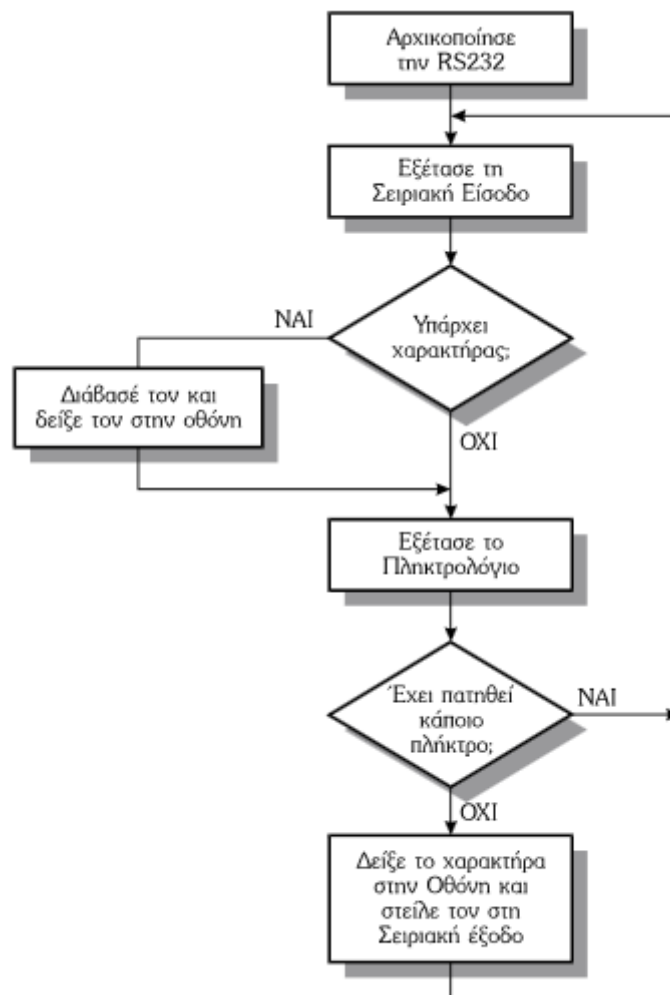 Αρχικοποίησε
την RS232
Εξέτασε τη
Σειριακή Είσοδο
ΝΑΙ
Υπάρχει
χαρακτήρας;
Διάβασέ τον και
δείξε τον στην οθόνη
ΟΧΙ
Εξέτασε το
Πληκτρολόγιο
Έχει πατηθεί
κάποιο
πλήκτρο;
ΝΑΙ
ΟΧΙ
Δείξε το χαρακτήρα
στην Οθόνη και
στείλε τον στη
Σειριακή έξοδο